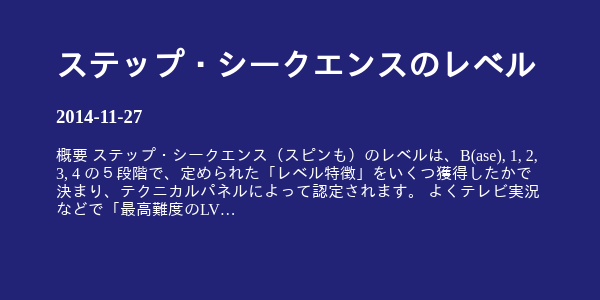 ステップ・シークエンスのレベル
2014-11-27
概要 ステップ・シークエンス（スピンも）のレベルは、B(ase), 1, 2,
3, 4 の５段階で、定められた「レベル特徴」をいくつ獲得したかで
決まり、テクニカルパネルによって認定されます。 よくテレビ実況
などで「最高難度のLV…